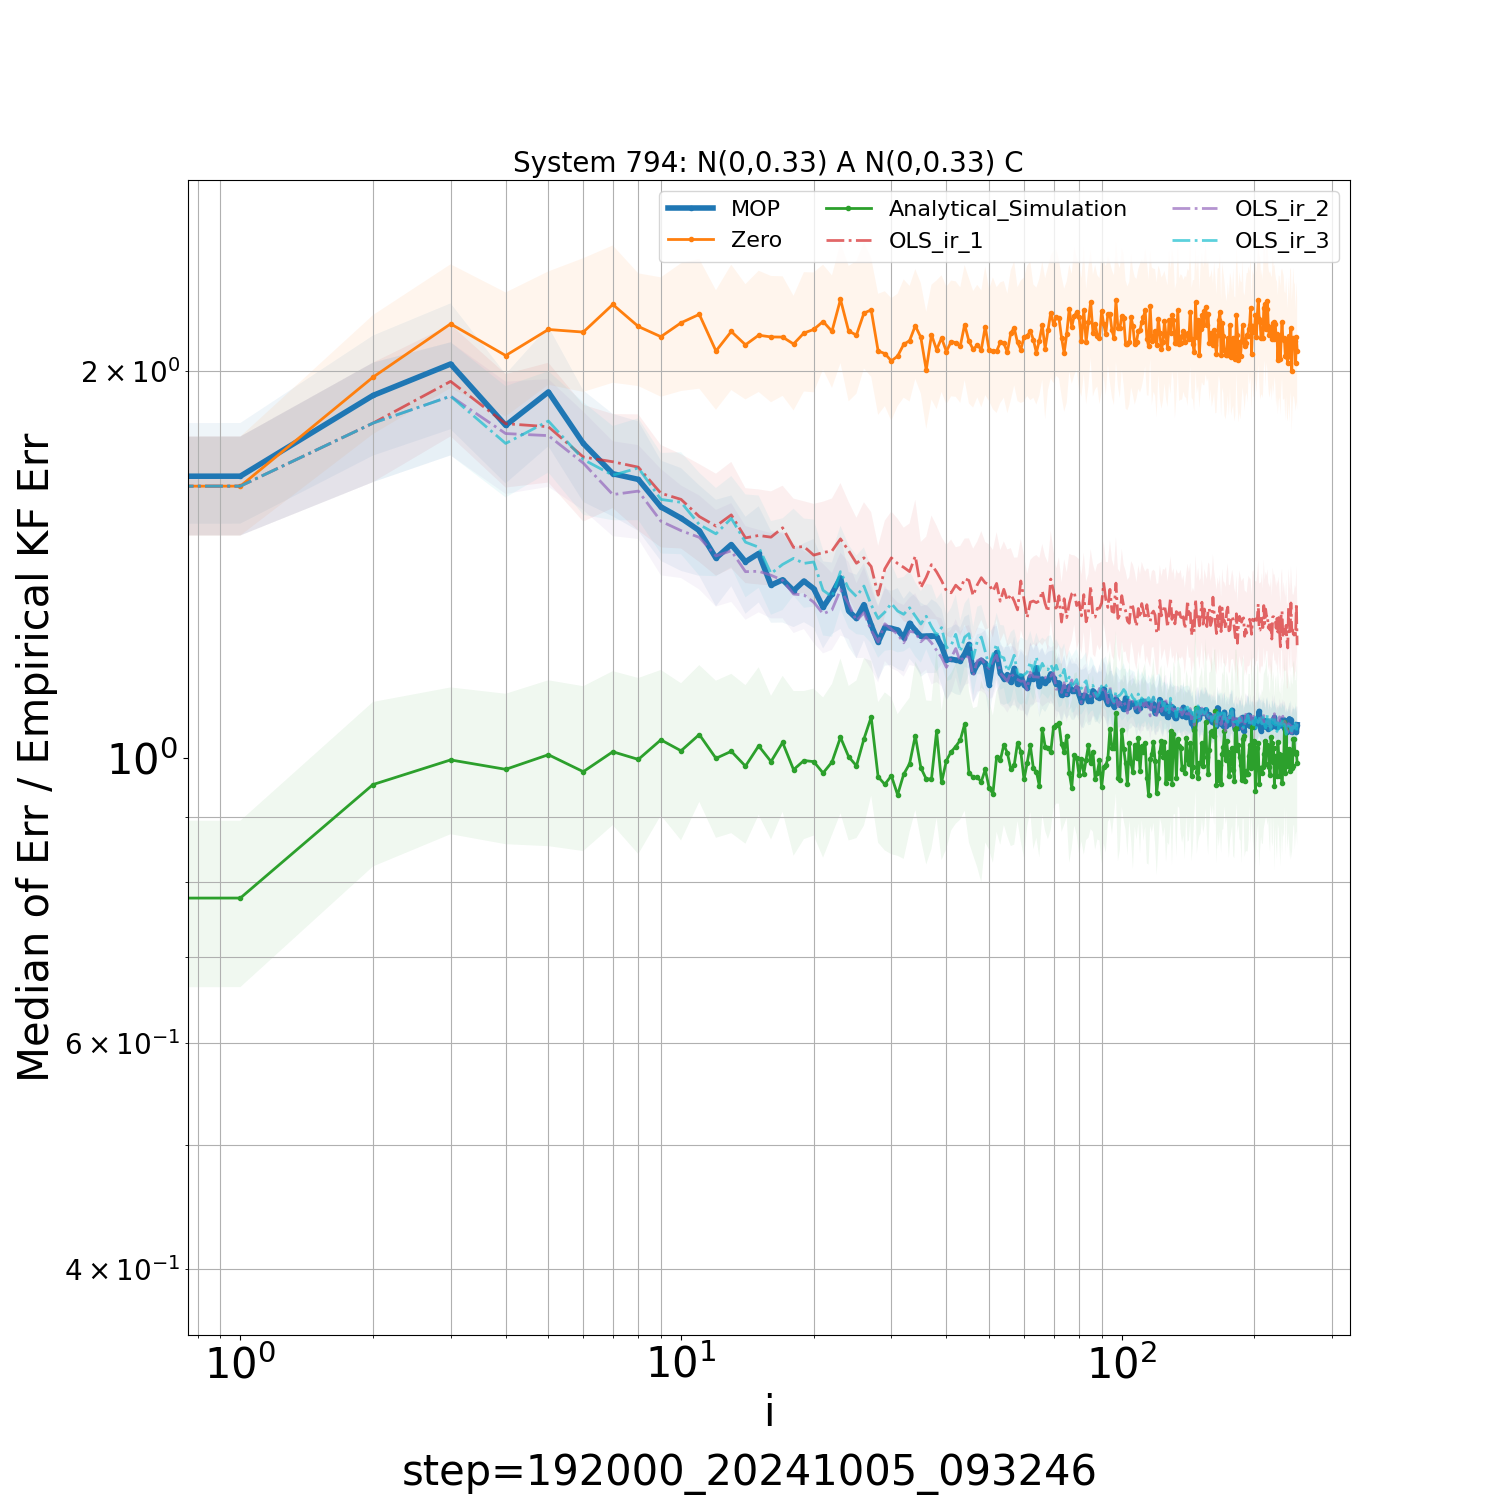 System 794: N(0,0.33) A N(0,0.33) C
MOP
Zero
Analytical_Simulation
OLS_ir_1
OLS_ir_2
OLS_ir_3
Median of Err / Empirical KF Err
2 × 10⁰
10⁰
6 × 10⁻¹
4 × 10⁻¹
10⁰ 10¹ 10²
i
step=192000_20241005_093246